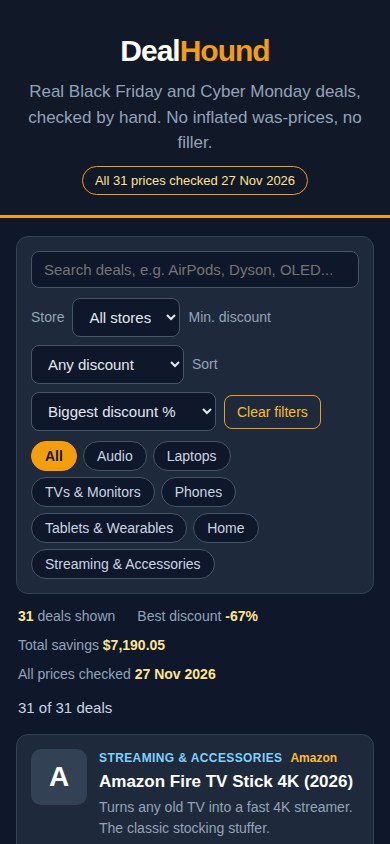 DealHound
Real Black Friday and Cyber Monday deals,
checked by hand. No inflated was-prices, no
filler.
All 31 prices checked 27 Nov 2026
Search deals, e.g. AirPods, Dyson, OLED...
Store All stores Min. discount
Any discount Sort
Biggest discount % Clear filters
All Audio Laptops
TVs & Monitors Phones
Tablets & Wearables Home
Streaming & Accessories
31 deals shown Best discount -67%
Total savings $7,190.05
All prices checked 27 Nov 2026
31 of 31 deals
A
STREAMING & ACCESSORIES Amazon
Amazon Fire TV Stick 4K (2026)
Turns any old TV into a fast 4K streamer.
The classic stocking stuffer.